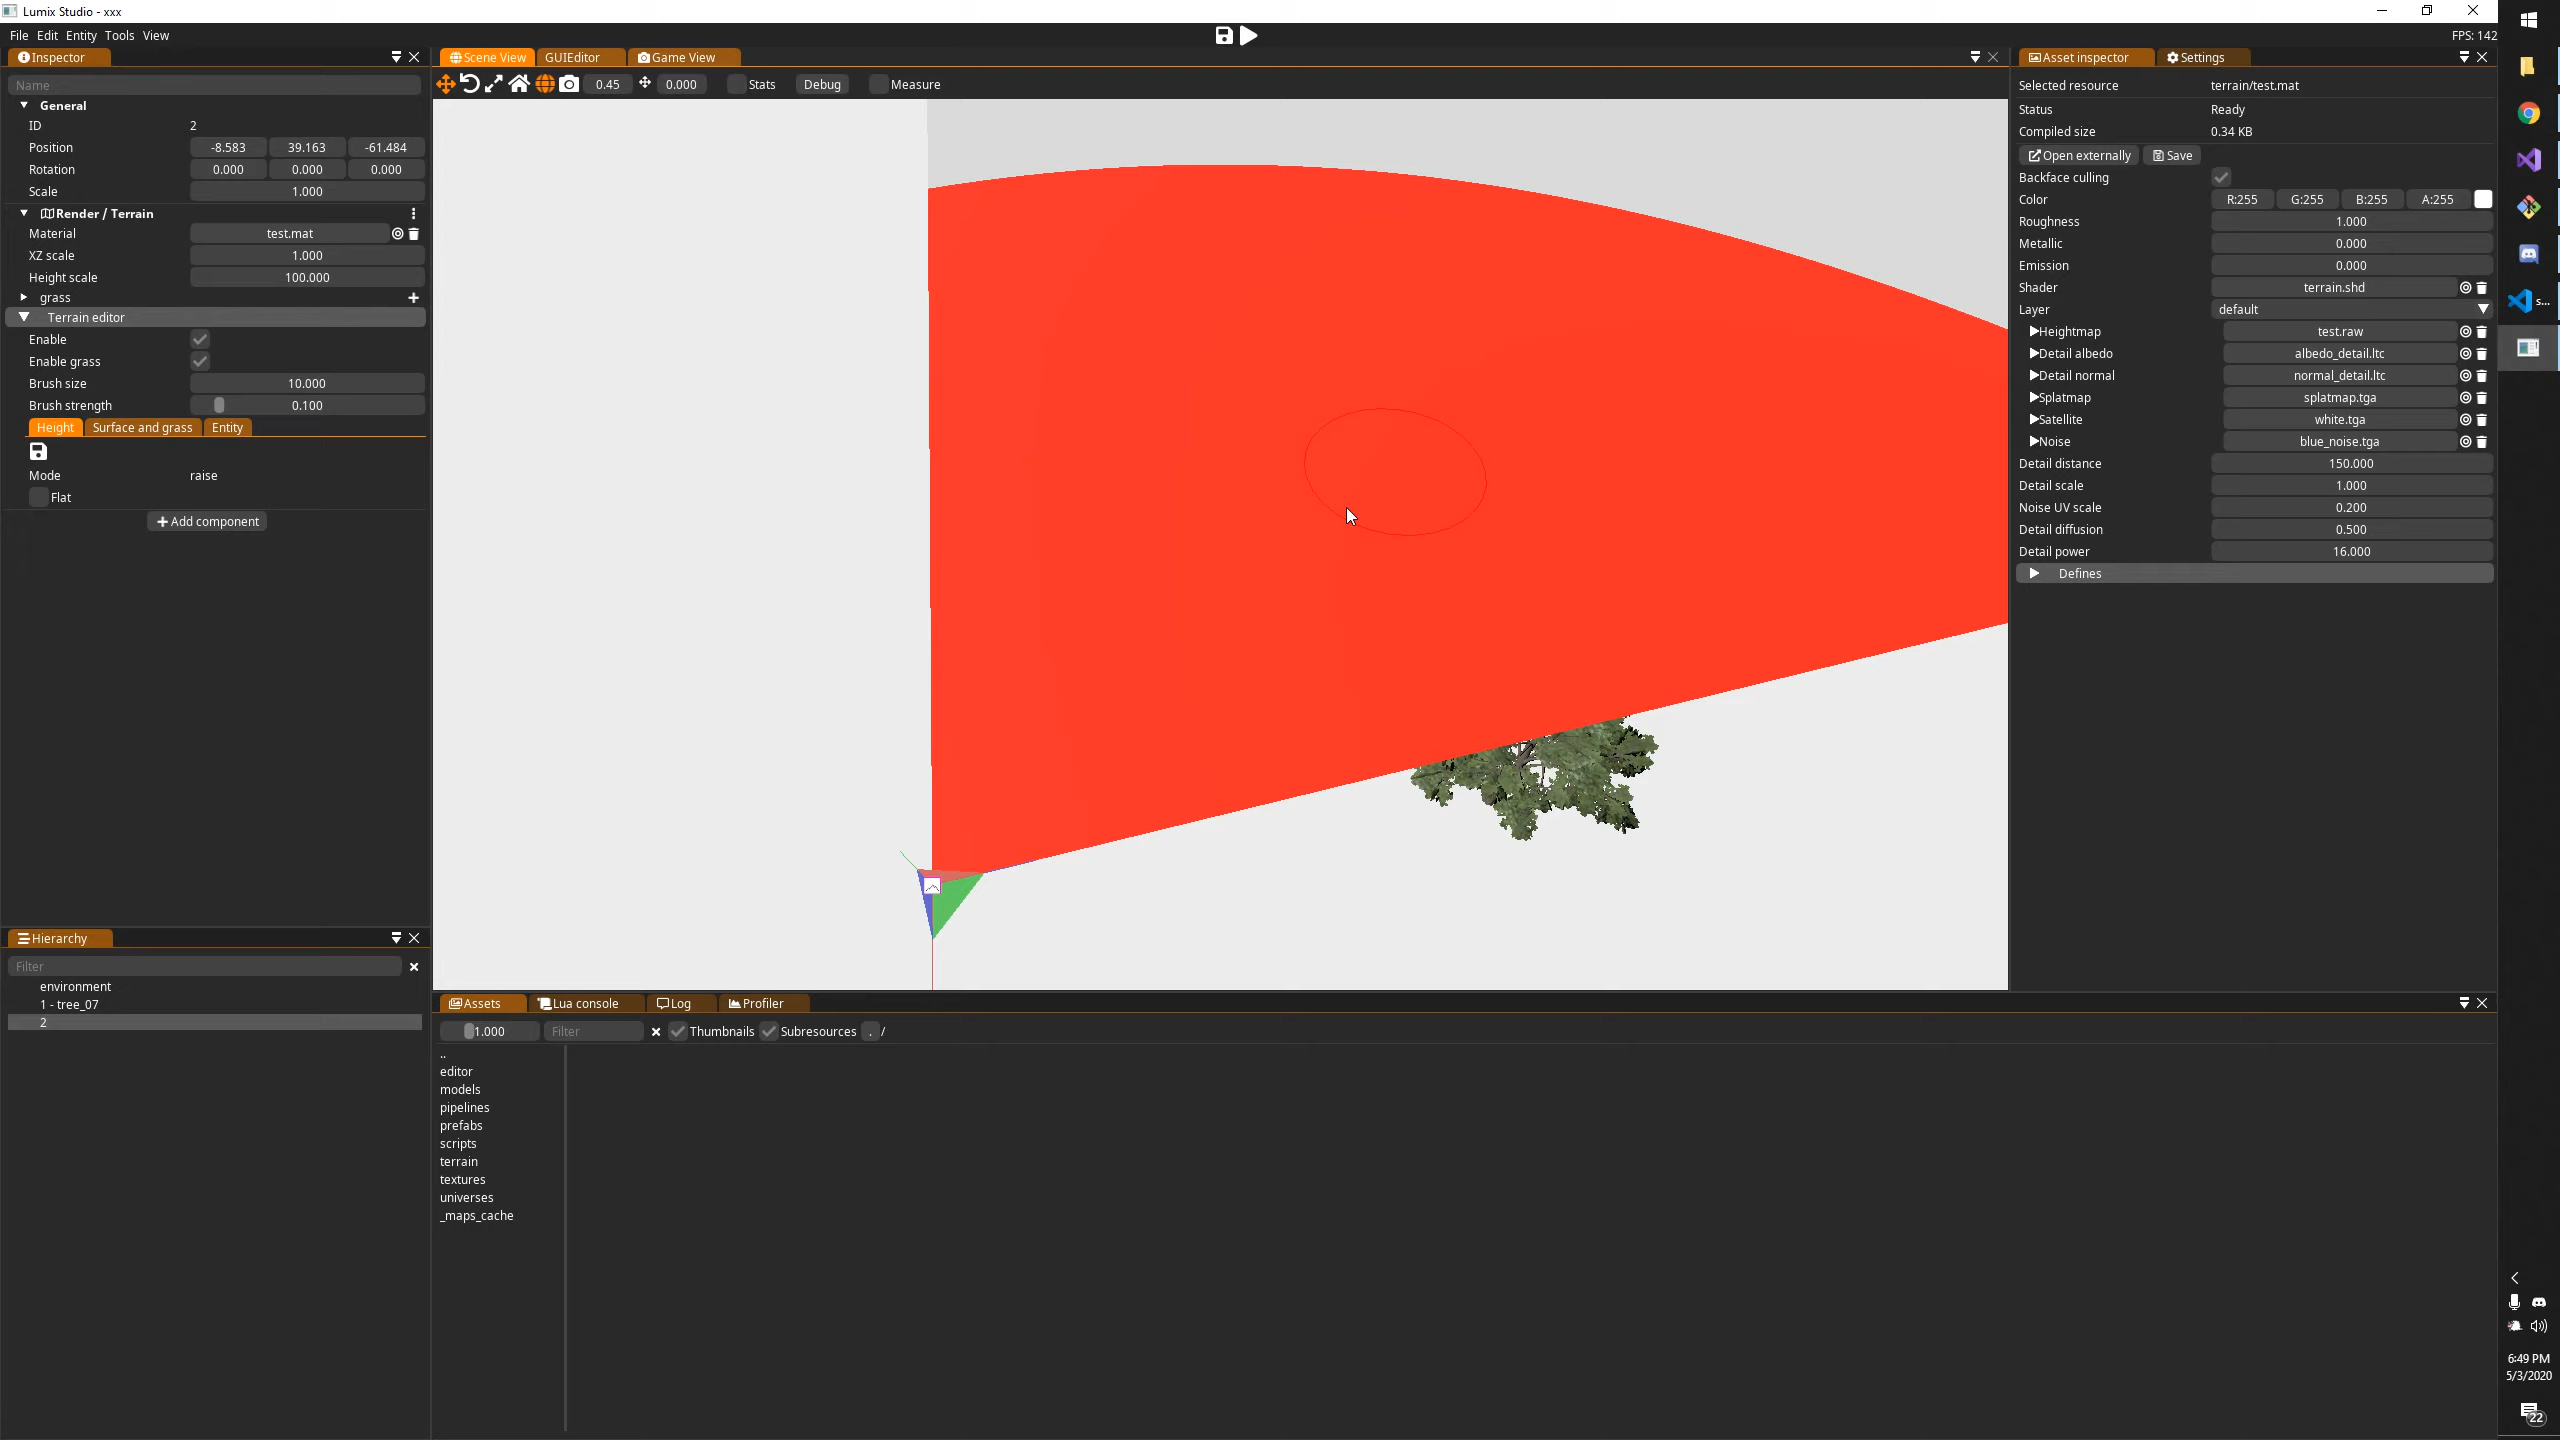 Lumix Studio - xxx
File Edit Entity Tools View
FPS: 142
Inspector
Name
General
ID 2
Position -8.583 39.163 -61.484
Rotation 0.000 0.000 0.000
Scale 1.000
Render / Terrain
Material test.mat
XZ scale 1.000
Height scale 100.000
grass
Terrain editor
Enable
Enable grass
Brush size 10.000
Brush strength 0.100
Height Surface and grass Entity
Mode raise
Flat
Add component
Hierarchy
Filter
environment
1 - tree_07
2
Scene View GUIEditor Game View
0.45 0.000 Stats Debug Measure
Assets Lua console Log Profiler
1.000 Filter Thumbnails Subresources . /
..
editor
models
pipelines
prefabs
scripts
terrain
textures
universes
_maps_cache
Asset inspector Settings
Selected resource terrain/test.mat
Status Ready
Compiled size 0.34 KB
Open externally Save
Backface culling
Color R:255 G:255 B:255 A:255
Roughness 1.000
Metallic 0.000
Emission 0.000
Shader terrain.shd
Layer default
Heightmap test.raw
Detail albedo albedo_detail.ltc
Detail normal normal_detail.ltc
Splatmap splatmap.tga
Satellite white.tga
Noise blue_noise.tga
Detail distance 150.000
Detail scale 1.000
Noise UV scale 0.200
Detail diffusion 0.500
Detail power 16.000
Defines
s...
6:49 PM
5/3/2020
22